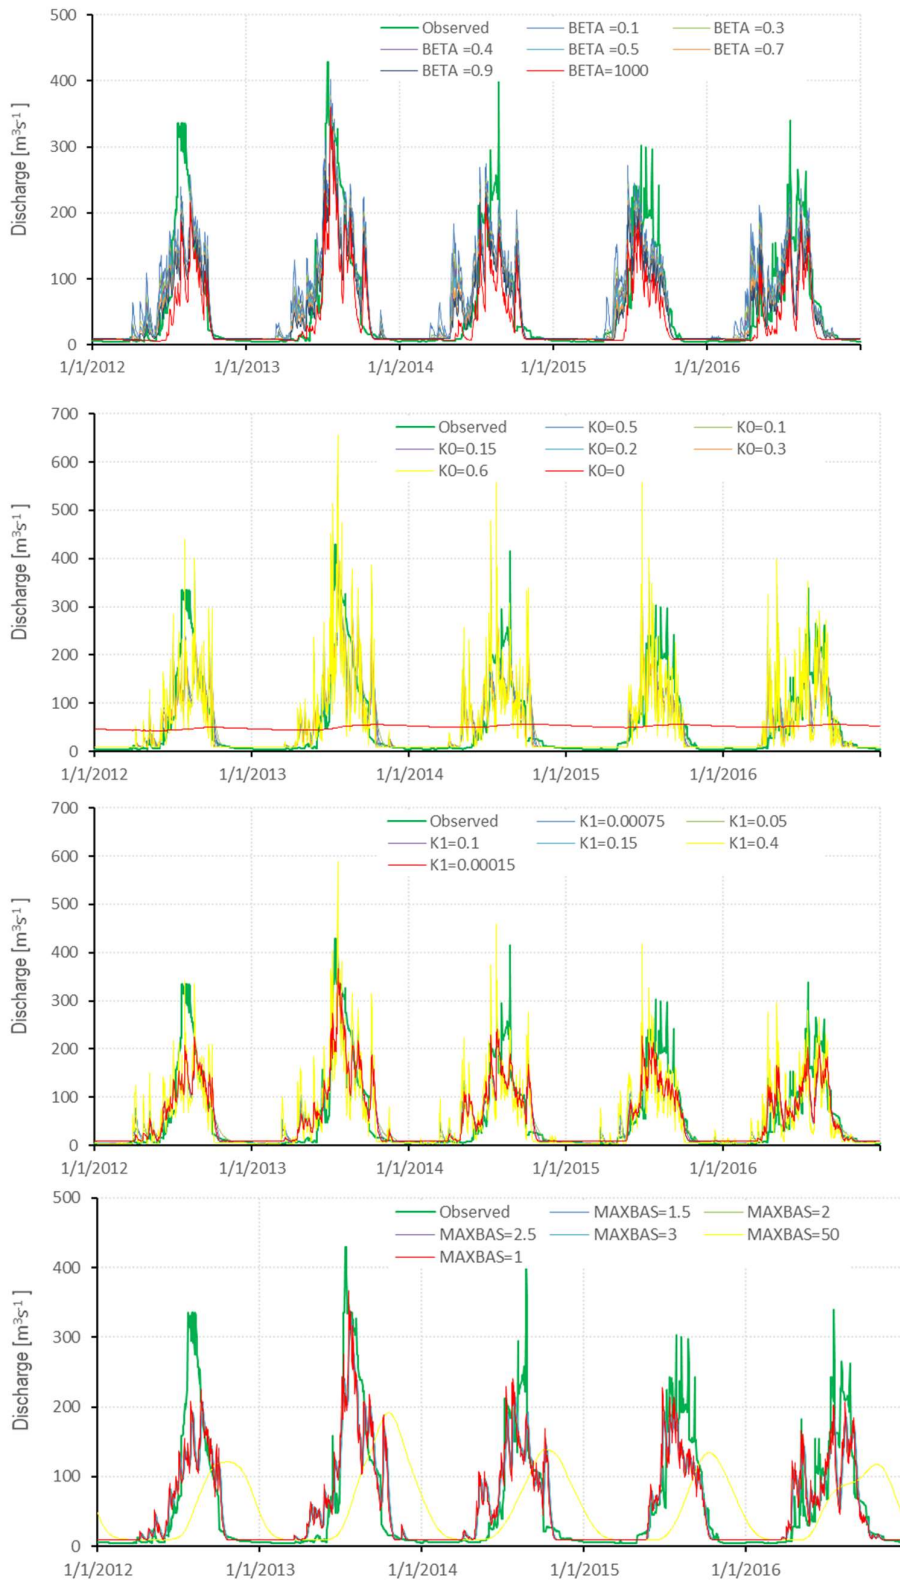 500
Observed BETA =0.1 BETA =0.3
BETA =0.4 BETA =0.5 BETA =0.7
400
BETA =0.9 BETA=1000
Discharge [m³s⁻¹ ]
300
200
100
0
1/1/2012 1/1/2013 1/1/2014 1/1/2015 1/1/2016
700
Observed K0=0.5 K0=0.1
K0=0.15 K0=0.2 K0=0.3
600
K0=0.6 K0=0
500
Discharge [m³s⁻¹]
400
300
200
100
0
1/1/2012 1/1/2013 1/1/2014 1/1/2015 1/1/2016
700
Observed K1=0.00075 K1=0.05
K1=0.1 K1=0.15 K1=0.4
600
K1=0.00015
500
Discharge [m³s⁻¹]
400
300
200
100
0
1/1/2012 1/1/2013 1/1/2014 1/1/2015 1/1/2016
500
Observed MAXBAS=1.5 MAXBAS=2
MAXBAS=2.5 MAXBAS=3 MAXBAS=50
MAXBAS=1
400
Discharge [m³s⁻¹]
300
200
100
0
1/1/2012 1/1/2013 1/1/2014 1/1/2015 1/1/2016